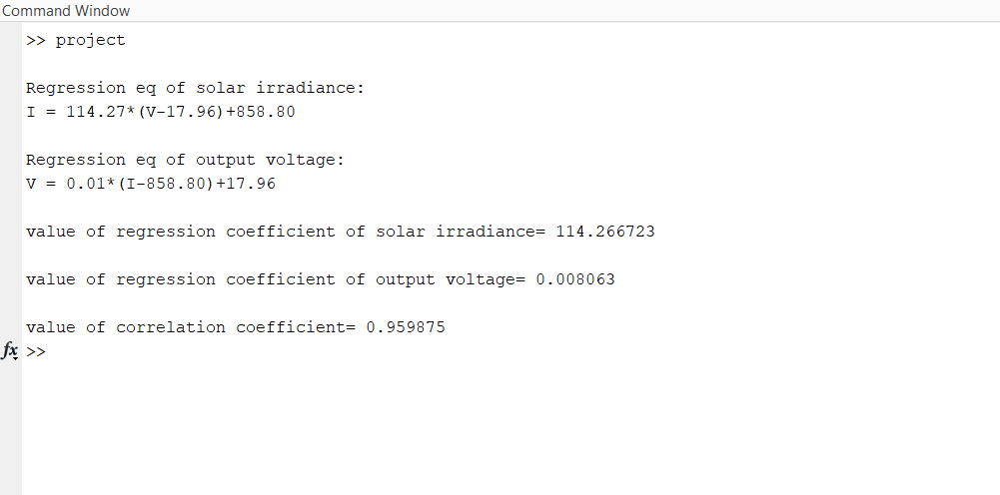 Command Window
>> project
Regression eq of solar irradiance:
I = 114.27*(V-17.96)+858.80
Regression eq of output voltage:
V = 0.01*(I-858.80)+17.96
value of regression coefficient of solar irradiance= 114.266723
value of regression coefficient of output voltage= 0.008063
value of correlation coefficient= 0.959875
fx >>